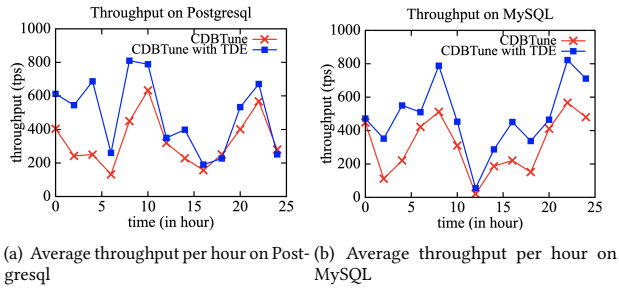 Throughput on Postgresql
CDBTune
CDBTune with TDE
throughput (tps)
1000
800
600
400
200
0
0 5 10 15 20 25
time (in hour)
Throughput on MySQL
CDBTune
CDBTune with TDE
throughput (tps)
1000
800
600
400
200
0
0 5 10 15 20 25
time (in hour)
(a) Average throughput per hour on Post-
gresql
(b) Average throughput per hour on
MySQL